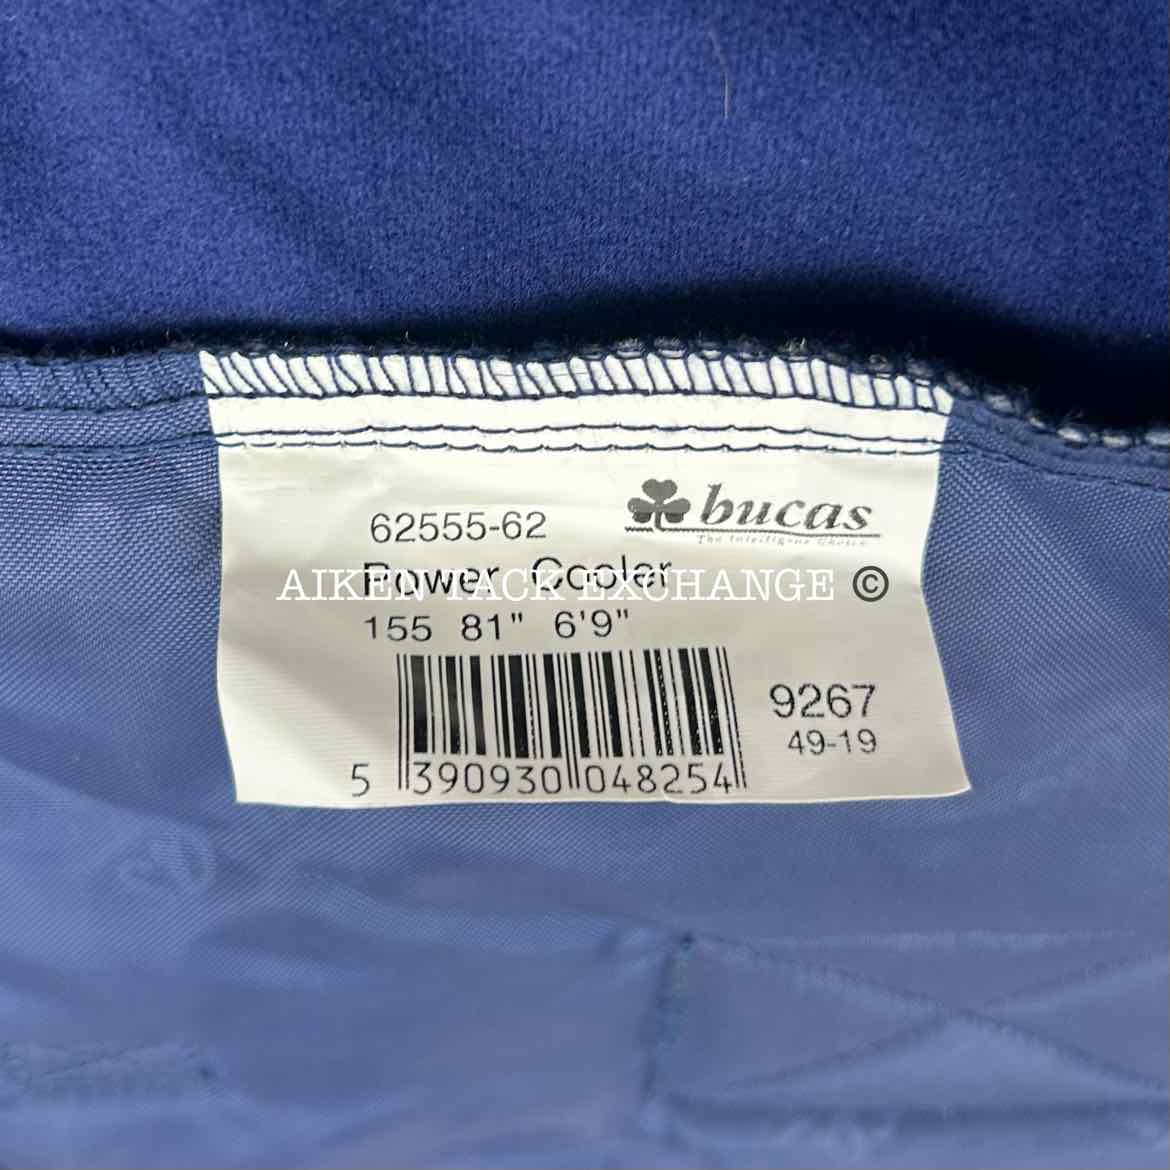 bucas
The Intelligent Choice
62555-62
Power Cooler
AIKEN TACK EXCHANGE ©
155 81" 6'9"
9267
49-19
5 390930 048254